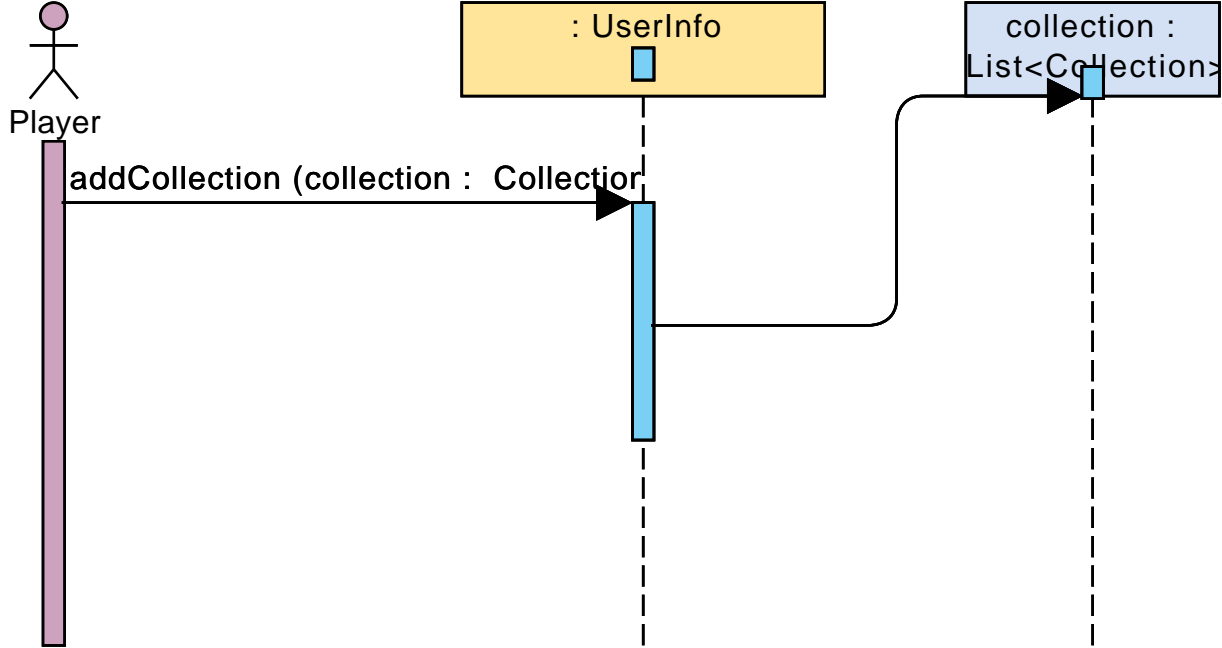 : UserInfo
collection :
List<Collection>
Player
addCollection (collection : Collection